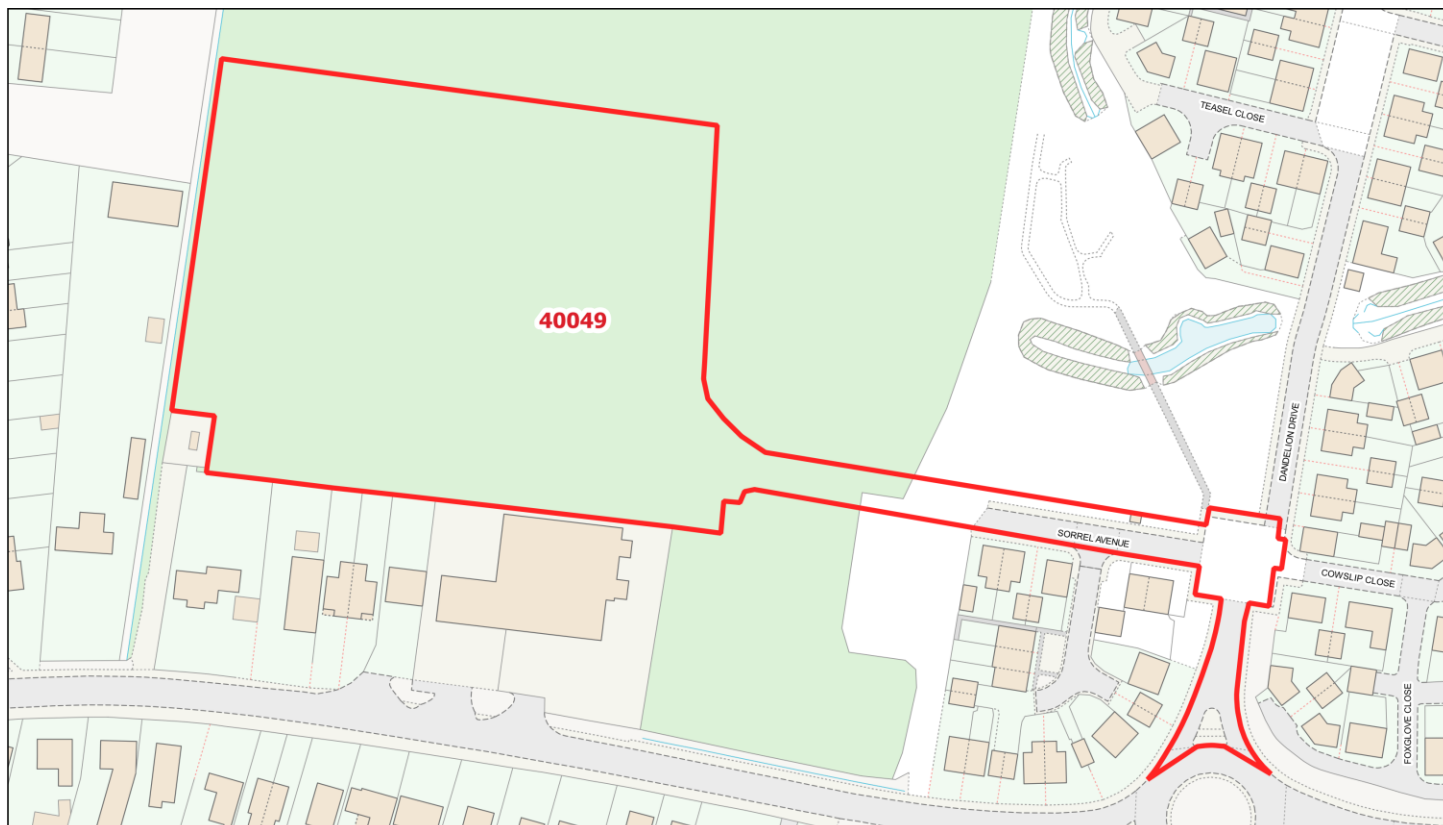 TEASEL CLOSE
40049
DANDELION DRIVE
SORREL AVENUE
COWSLIP CLOSE
FOXGLOVE CLOSE